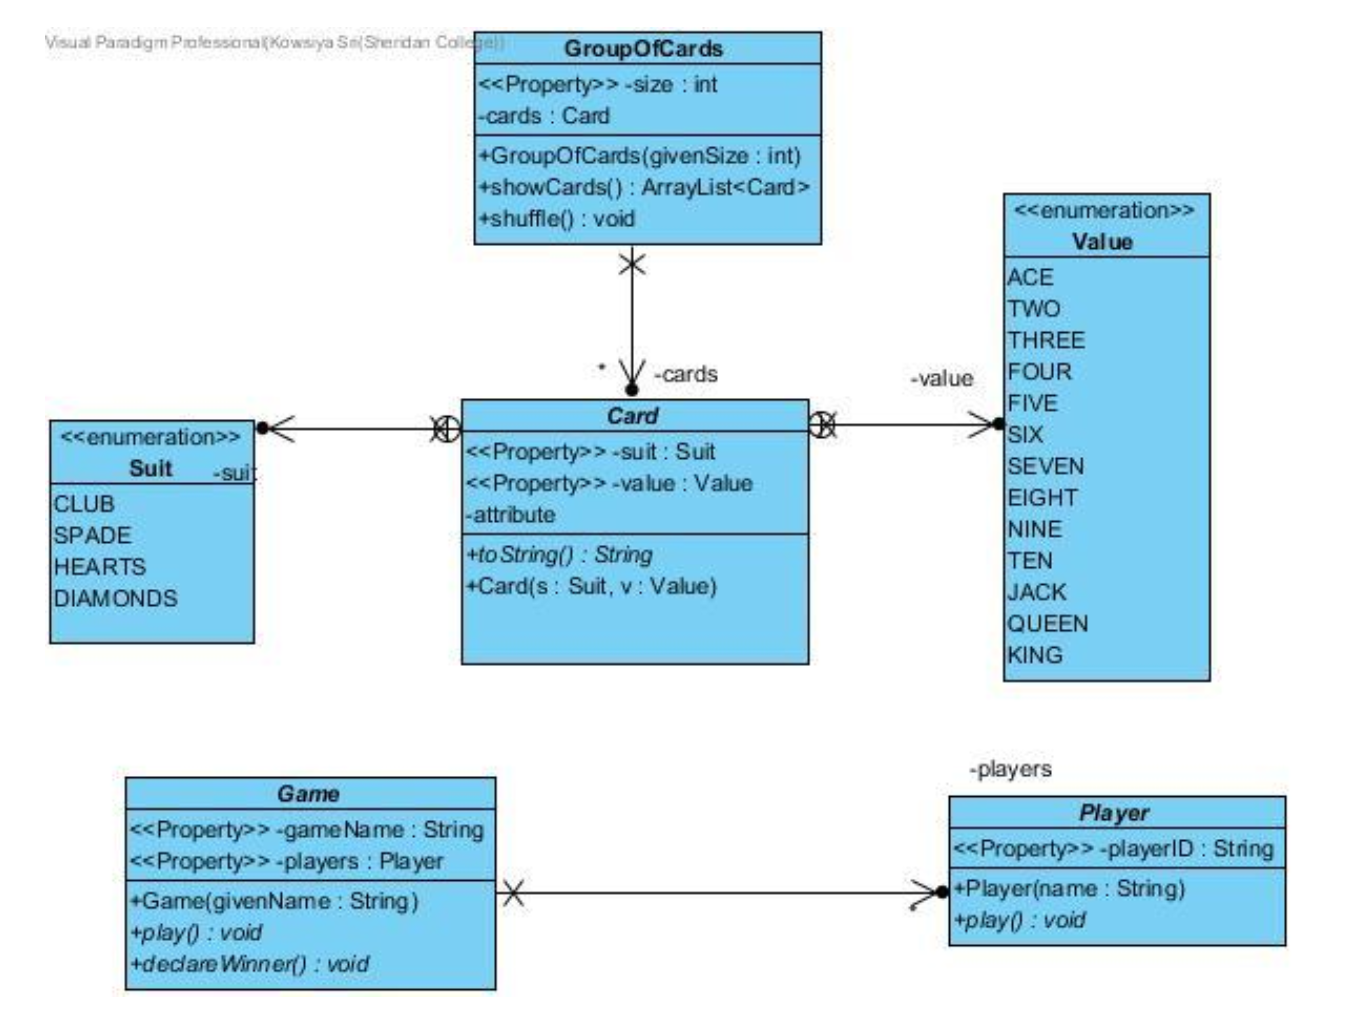 Visual Paradigm Professional(Kowsiya Sri(Sheridan College))
GroupOfCards
<<Property>> -size : int
-cards : Card
+GroupOfCards(givenSize : int)
+showCards() : ArrayList<Card>
+shuffle() : void
<<enumeration>>
Value
ACE
TWO
THREE
FOUR
FIVE
SIX
SEVEN
EIGHT
NINE
TEN
JACK
QUEEN
KING
*
-cards
-value
<<enumeration>>
Suit
-suit
CLUB
SPADE
HEARTS
DIAMONDS
Card
<<Property>> -suit : Suit
<<Property>> -value : Value
-attribute
+toString() : String
+Card(s : Suit, v : Value)
Game
<<Property>> -gameName : String
<<Property>> -players : Player
+Game(givenName : String)
+play() : void
+declareWinner() : void
-players
*
Player
<<Property>> -playerID : String
+Player(name : String)
+play() : void